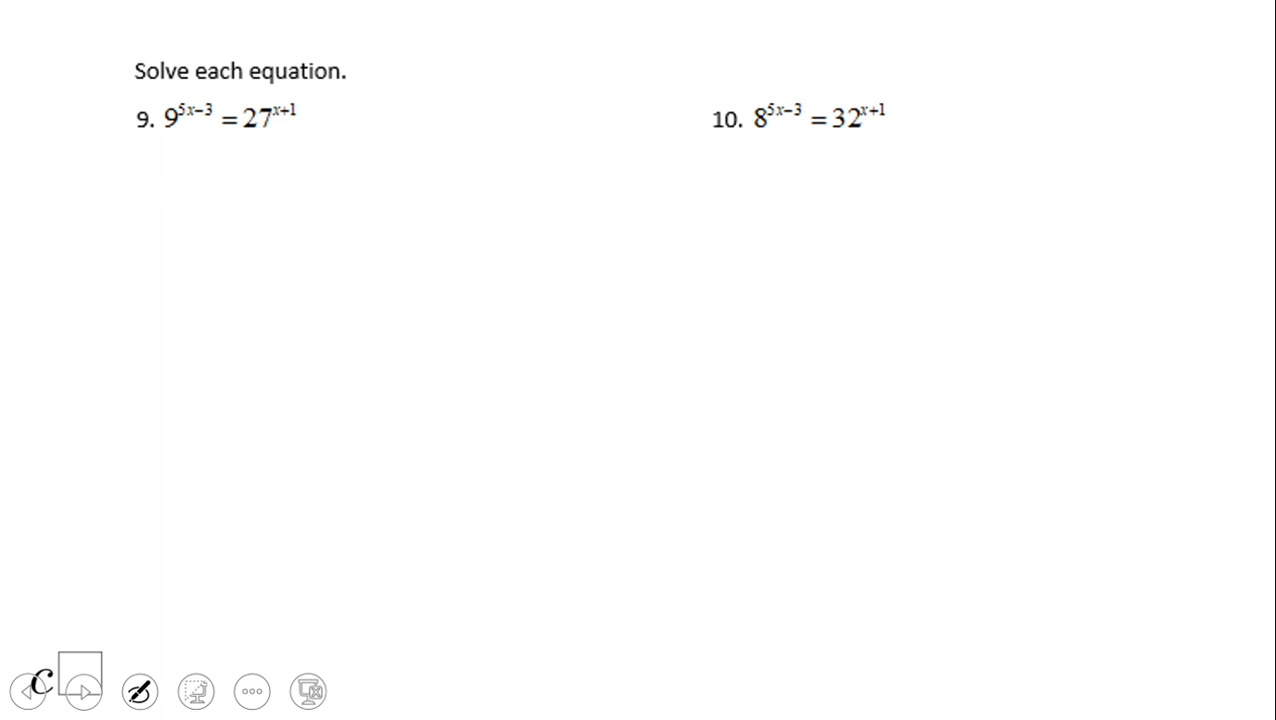 Solve each equation.
9. 9^{5x-3} = 27^{x+1}
10. 8^{5x-3} = 32^{x+1}
c